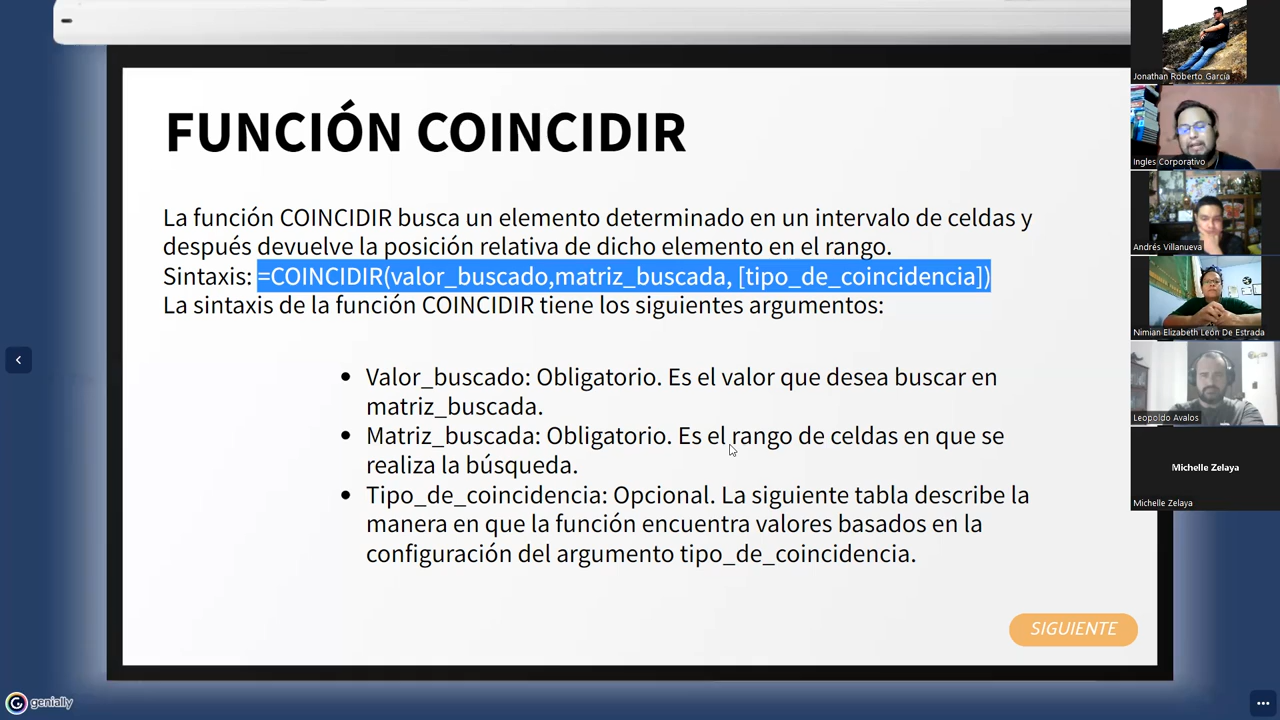 FUNCIÓN COINCIDIR
La función COINCIDIR busca un elemento determinado en un intervalo de celdas y
después devuelve la posición relativa de dicho elemento en el rango.
Sintaxis: =COINCIDIR(valor_buscado,matriz_buscada, [tipo_de_coincidencia])
La sintaxis de la función COINCIDIR tiene los siguientes argumentos:
• Valor_buscado: Obligatorio. Es el valor que desea buscar en
matriz_buscada.
• Matriz_buscada: Obligatorio. Es el rango de celdas en que se
realiza la búsqueda.
• Tipo_de_coincidencia: Opcional. La siguiente tabla describe la
manera en que la función encuentra valores basados en la
configuración del argumento tipo_de_coincidencia.
SIGUIENTE
genially
Jonathan Roberto García
Ingles Corporativo
Andrés Villanueva
Nimian Elizabeth León De Estrada
Leopoldo Avalos
Michelle Zelaya
Michelle Zelaya